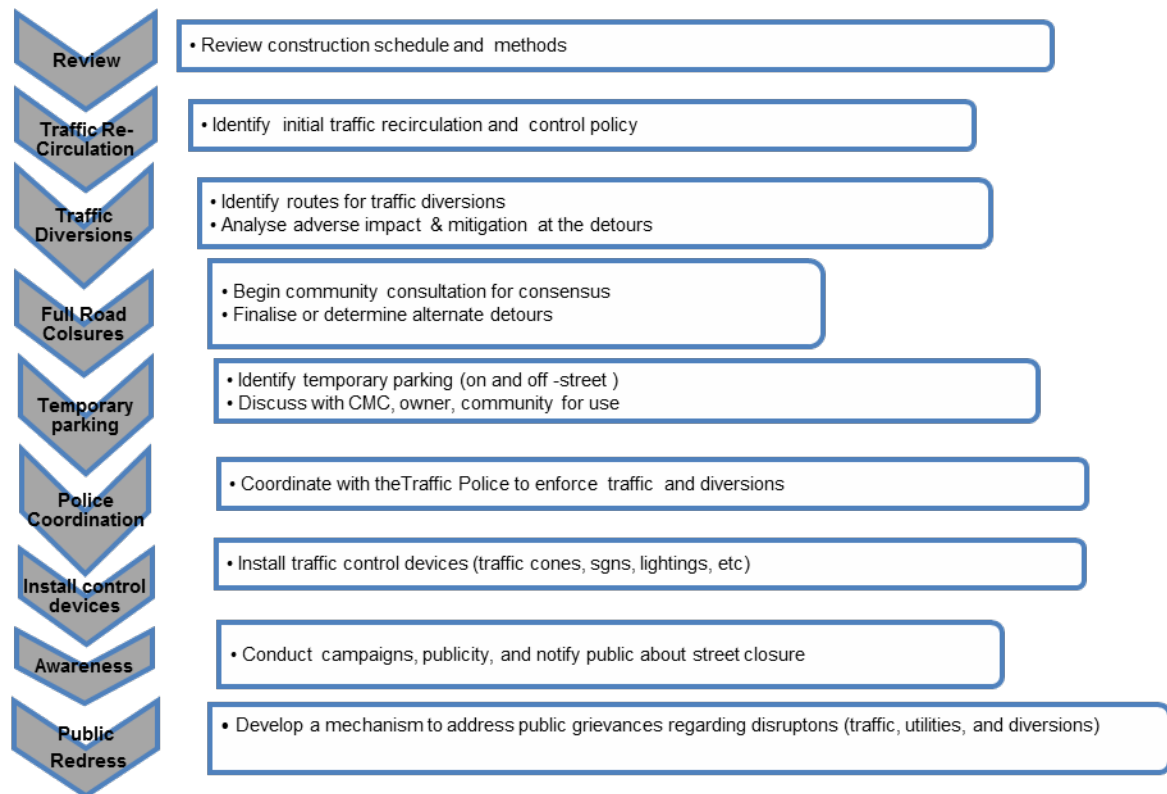 Review
• Review construction schedule and methods
Traffic Re-
Circulation
• Identify initial traffic recirculation and control policy
Traffic
Diversions
• Identify routes for traffic diversions
• Analyse adverse impact & mitigation at the detours
Full Road
Colsures
• Begin community consultation for consensus
• Finalise or determine alternate detours
Temporary
parking
• Identify temporary parking (on and off -street )
• Discuss with CMC, owner, community for use
Police
Coordination
• Coordinate with theTraffic Police to enforce traffic and diversions
Install control
devices
• Install traffic control devices (traffic cones, sgns, lightings, etc)
Awareness
• Conduct campaigns, publicity, and notify public about street closure
Public
Redress
• Develop a mechanism to address public grievances regarding disruptons (traffic, utilities, and diversions)